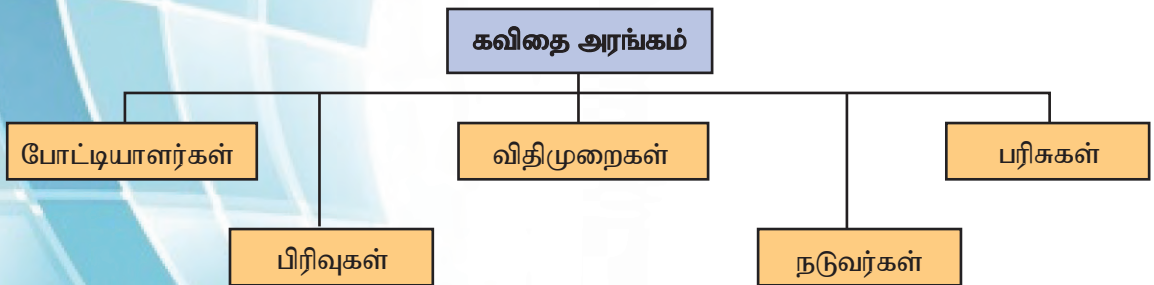 கவிதை அரங்கம்
போட்டியாளர்கள்
விதிமுறைகள்
பரிசுகள்
பிரிவுகள்
நடுவர்கள்